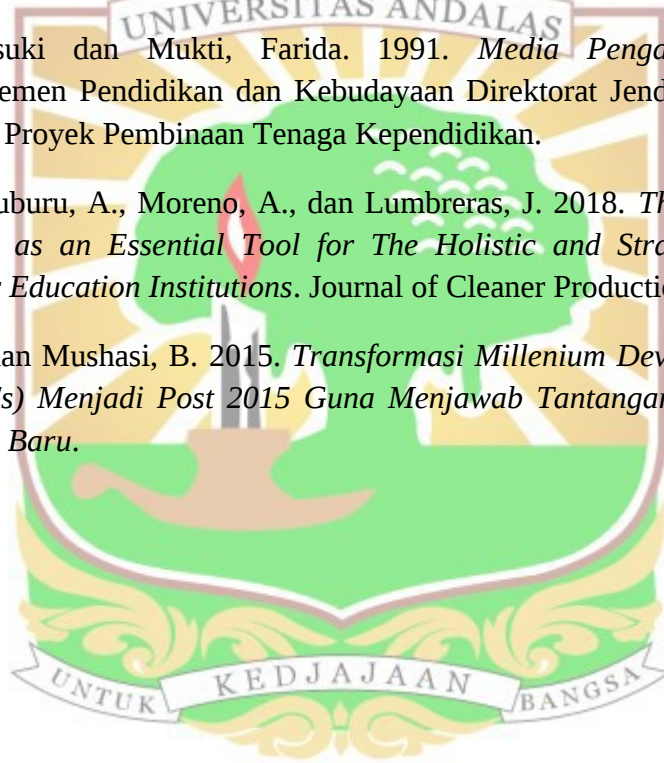 UNIVERSITAS ANDALAS
suki dan Mukti, Farida. 1991. Media Penga
emen Pendidikan dan Kebudayaan Direktorat Jend
Proyek Pembinaan Tenaga Kependidikan.
uburu, A., Moreno, A., dan Lumbreras, J. 2018. Th
as an Essential Tool for The Holistic and Stra
Education Institutions. Journal of Cleaner Productio
an Mushasi, B. 2015. Transformasi Millenium Dev
s) Menjadi Post 2015 Guna Menjawab Tantangan
Baru.
UNTUK KEDJAJAAN BANGSA